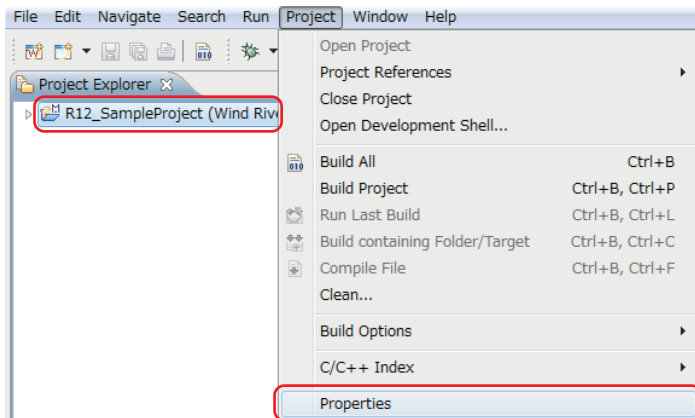 File Edit Navigate Search Run Project Window Help
Open Project
Project Explorer
Project References
Close Project
R12_SampleProject (Wind Rive
Open Development Shell...
Build All Ctrl+B
Build Project Ctrl+B, Ctrl+P
Run Last Build Ctrl+B, Ctrl+L
Build containing Folder/Target Ctrl+B, Ctrl+C
Compile File Ctrl+B, Ctrl+F
Clean...
Build Options
C/C++ Index
Properties